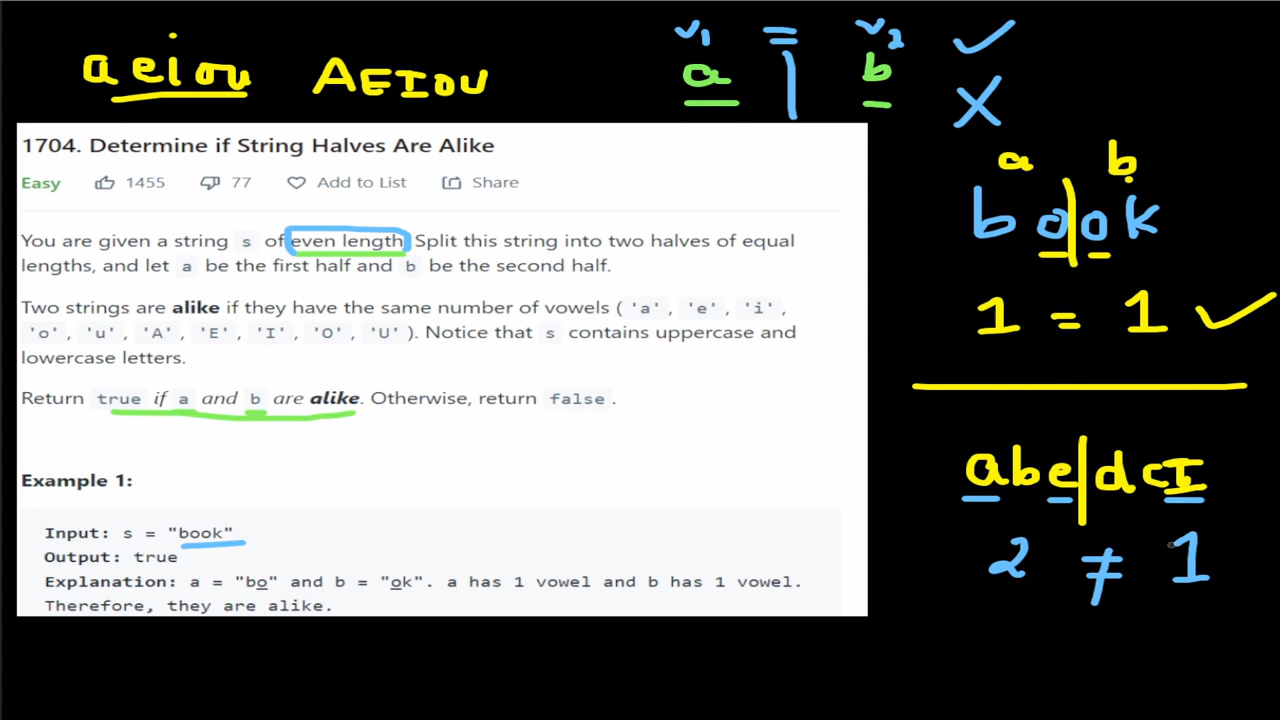 aeiou AEIOU
v1 = v2 ✓
a | b X
1704. Determine if String Halves Are Alike
Easy 1455 77 Add to List Share
You are given a string s of even length. Split this string into two halves of equal
lengths, and let a be the first half and b be the second half.
Two strings are alike if they have the same number of vowels ( 'a', 'e', 'i',
'o', 'u', 'A', 'E', 'I', 'O', 'U' ). Notice that s contains uppercase and
lowercase letters.
Return true if a and b are alike. Otherwise, return false.
Example 1:
Input: s = "book"
Output: true
Explanation: a = "bo" and b = "ok". a has 1 vowel and b has 1 vowel.
Therefore, they are alike.
a b
bo|ok
1 = 1 ✓
abe|dcI
2 ≠ 1